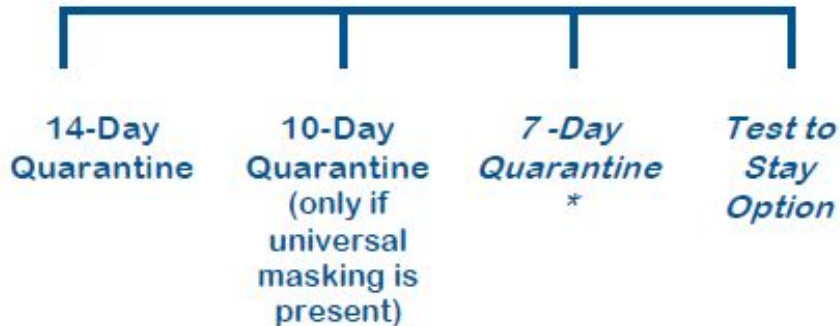 14-Day
Quarantine
10-Day
Quarantine
(only if
universal
masking is
present)
7 -Day
Quarantine
*
Test to
Stay
Option